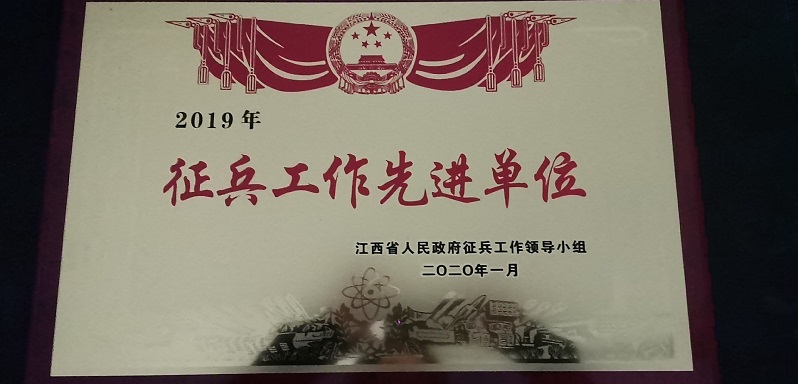 2019年
征兵工作先进单位
江西省人民政府征兵工作领导小组
二〇二〇年一月